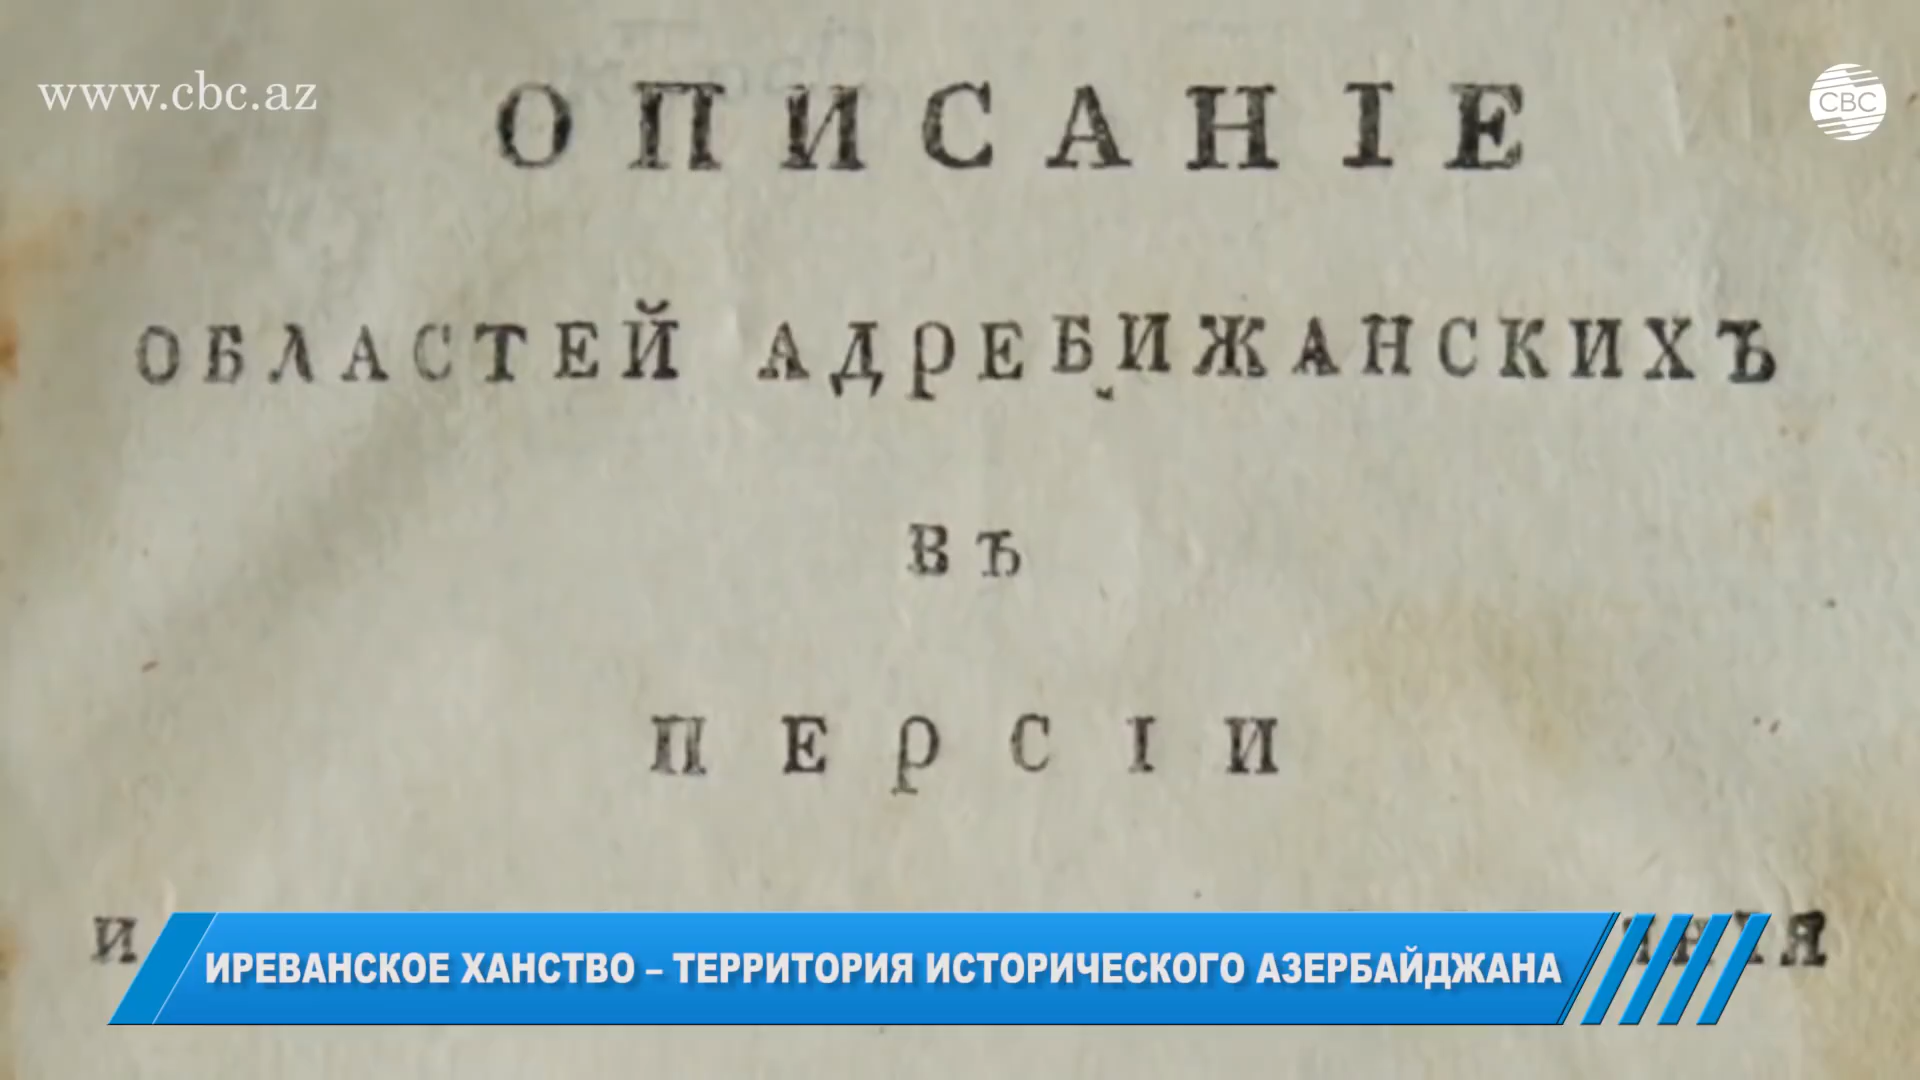 www.cbc.az
CBC
ОПИСАНІЕ
ОБЛАСТЕЙ АДРЕБИЖАНСКИХЪ
ВЪ
ПЕРСІИ
И
ИРЕВАНСКОЕ ХАНСТВО – ТЕРРИТОРИЯ ИСТОРИЧЕСКОГО АЗЕРБАЙДЖАНА